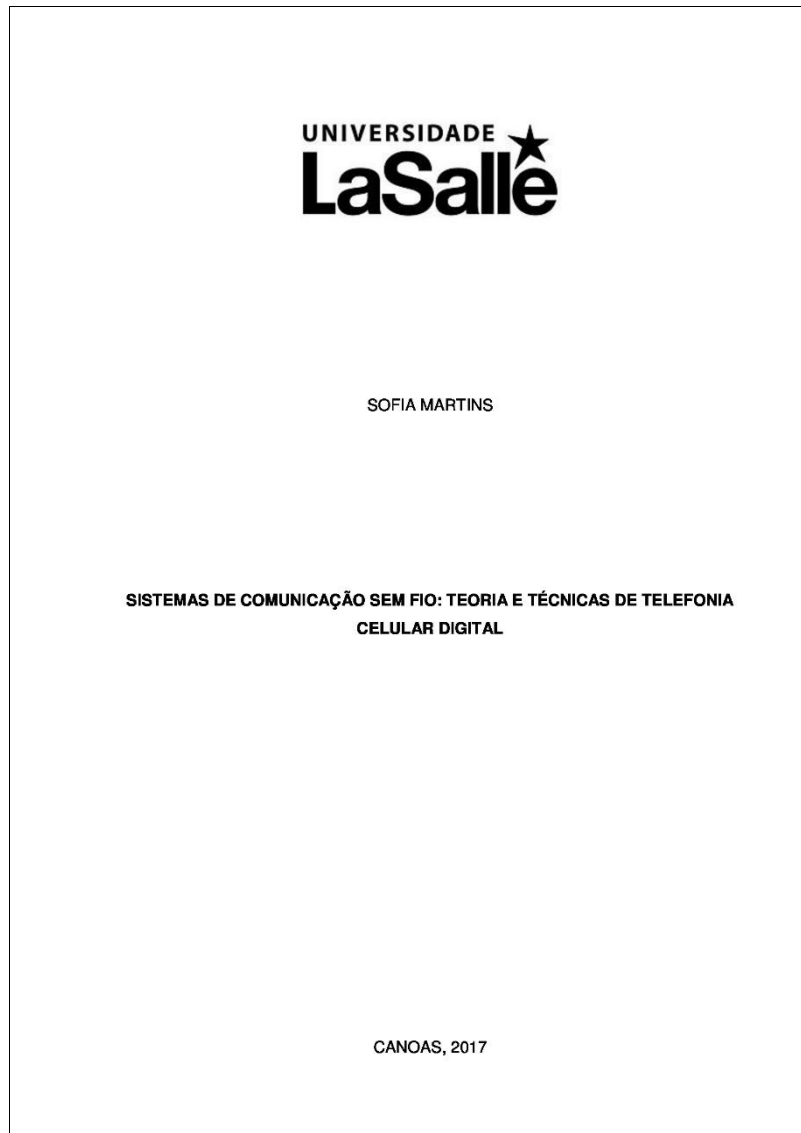 UNIVERSIDADE
LaSalle
SOFIA MARTINS
SISTEMAS DE COMUNICAÇÃO SEM FIO: TEORIA E TÉCNICAS DE TELEFONIA
CELULAR DIGITAL
CANOAS, 2017